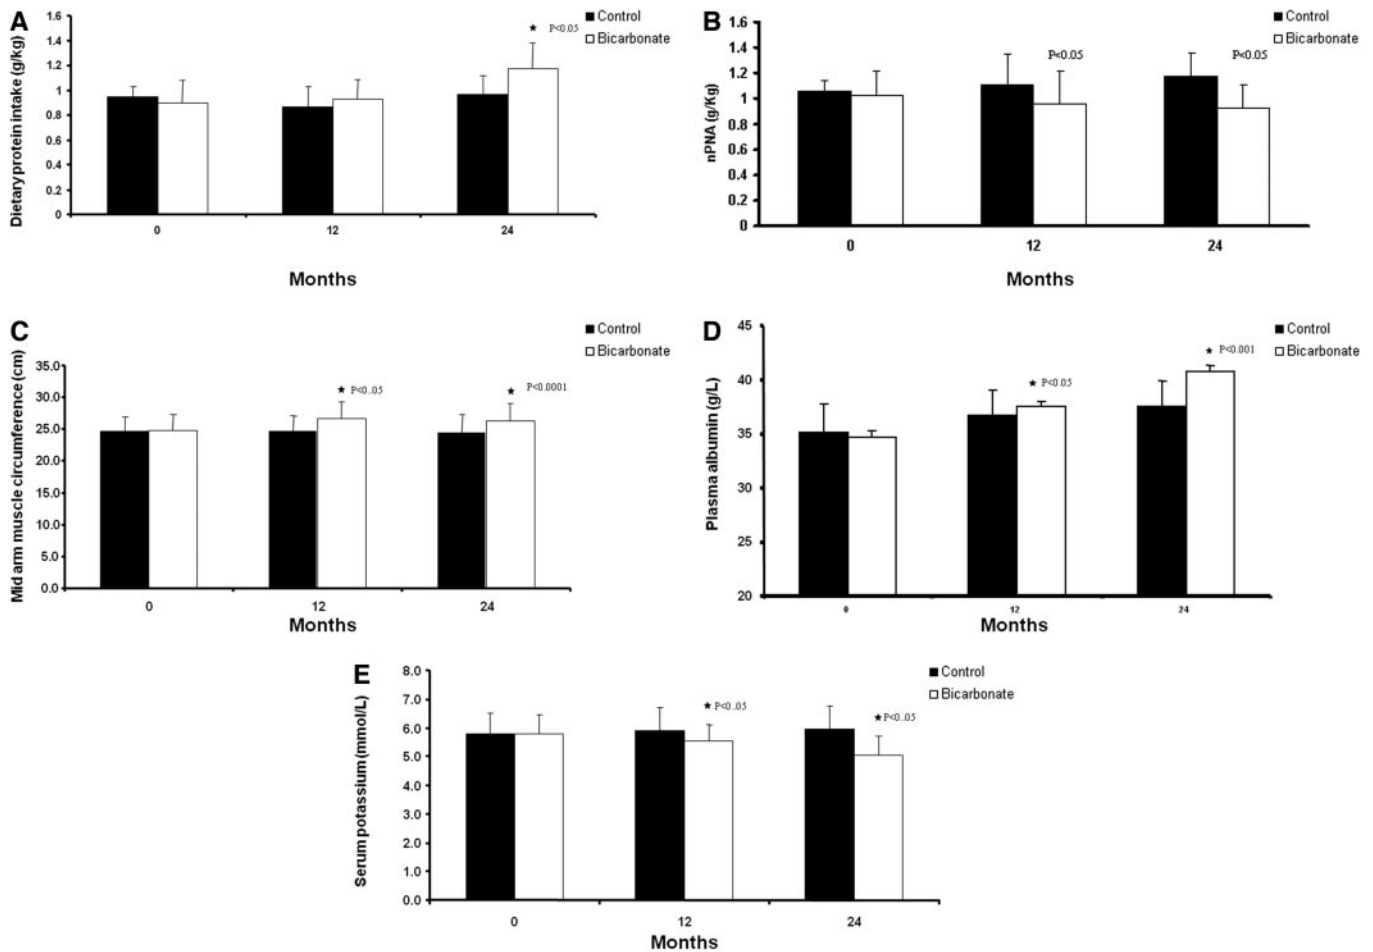 A
Dietary protein intake (g/kg)
1.6
1.4
1.2
1
0.8
0.6
0.4
0.2
0
Control
Bicarbonate
★ P<0.05
0 12 24
Months
B
nPNA (g/Kg)
1.6
1.4
1.2
1
0.8
0.6
0.4
0.2
0
Control
Bicarbonate
P<0.05 P<0.05
0 12 24
Months
C
Mid arm muscle circumference (cm)
35.0
30.0
25.0
20.0
15.0
10.0
5.0
0.0
Control
Bicarbonate
★ P<0..05 ★ P<0.0001
0 12 24
Months
D
Plasma albumin (g/L)
45
40
35
30
25
20
Control
Bicarbonate
★ P<0.001
★ P<0.05
0 12 24
Months
E
Serum potassium (mmol/L)
8.0
7.0
6.0
5.0
4.0
3.0
2.0
1.0
0.0
Control
Bicarbonate
★ P<0..05 ★ P<0..05
0 12 24
Months